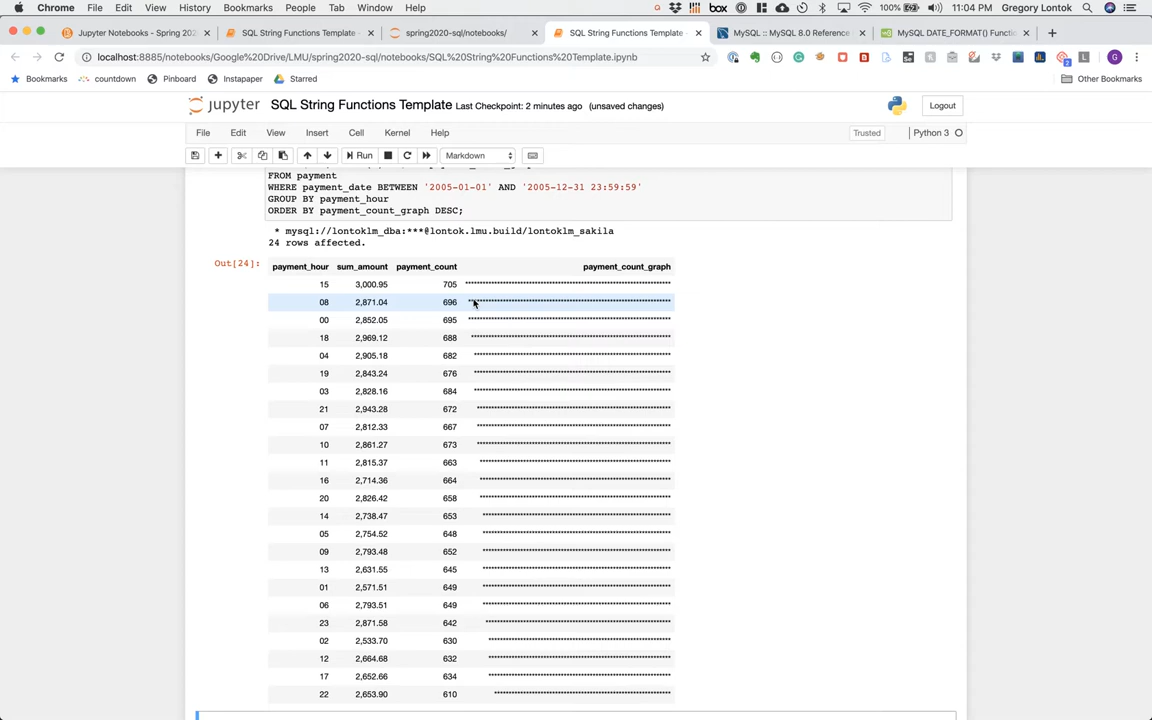 Chrome File Edit View History Bookmarks People Tab Window Help box 100% 11:04 PM Gregory Lontok
Jupyter Notebooks - Spring 202 × SQL String Functions Template - × spring2020-sql/notebooks/ × SQL String Functions Template - × MySQL :: MySQL 8.0 Reference × MySQL DATE_FORMAT() Functi × +
localhost:8885/notebooks/Google%20Drive/LMU/spring2020-sql/notebooks/SQL%20String%20Functions%20Template.ipynb
Bookmarks countdown Pinboard Instapaper Starred Other Bookmarks
jupyter SQL String Functions Template Last Checkpoint: 2 minutes ago (unsaved changes) Logout
File Edit View Insert Cell Kernel Help Trusted Python 3
Run Markdown
FROM payment
WHERE payment_date BETWEEN '2005-01-01' AND '2005-12-31 23:59:59'
GROUP BY payment_hour
ORDER BY payment_count_graph DESC;
* mysql://lontoklm_dba:***@lontok.lmu.build/lontoklm_sakila
24 rows affected.
Out[24]: payment_hour sum_amount payment_count payment_count_graph
15 3,000.95 705
08 2,871.04 696
00 2,852.05 695
18 2,969.12 688
04 2,905.18 682
19 2,843.24 676
03 2,828.16 684
21 2,943.28 672
07 2,812.33 667
10 2,861.27 673
11 2,815.37 663
16 2,714.36 664
20 2,826.42 658
14 2,738.47 653
05 2,754.52 648
09 2,793.48 652
13 2,631.55 645
01 2,571.51 649
06 2,793.51 649
23 2,871.58 642
02 2,533.70 630
12 2,664.68 632
17 2,652.66 634
22 2,653.90 610